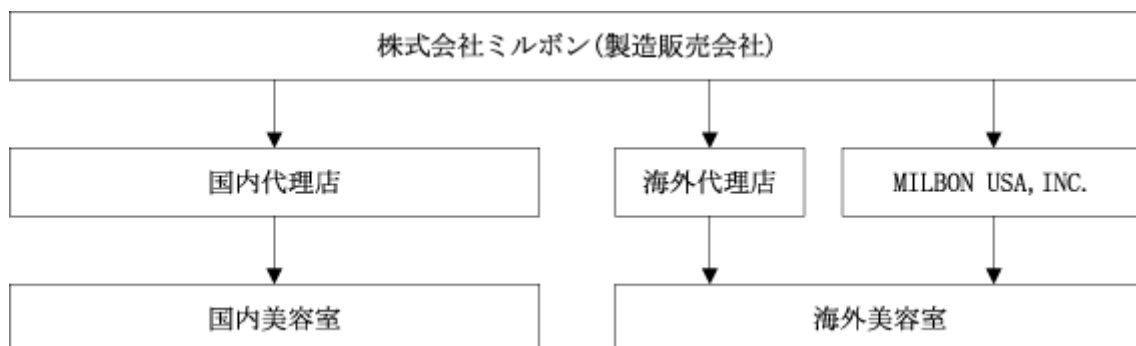 株式会社ミルボン(製造販売会社)
国内代理店
海外代理店
MILBON USA,INC.
国内美容室
海外美容室